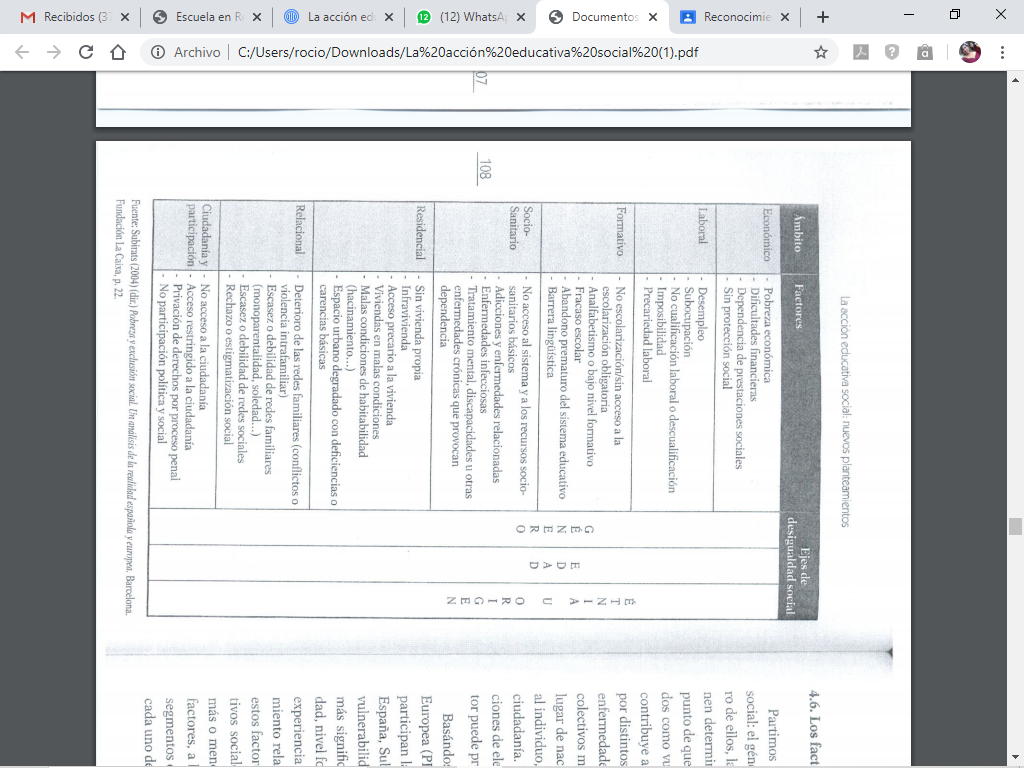 Recibidos (3
Escuela en R
La acción ed
(12) WhatsA
Documentos
Reconocimie
Archivo
C:/Users/rocio/Downloads/La%20acción%20educativa%20social%20(1).pdf
07
La acción educativa social: nuevos planteamientos
Ámbito
Factores
Ejes de
desigualdad social
Económico
- Pobreza económica
- Dificultades financieras
- Dependencia de prestaciones sociales
- Sin protección social
Laboral
- Desempleo
- Subocupación
- No cualificación laboral o descualificación
- Imposibilidad
- Precariedad laboral
Formativo
- No escolarización/sin acceso a la
escolarización obligatoria
- Analfabetismo o bajo nivel formativo
- Fracaso escolar
- Abandono prematuro del sistema educativo
- Barrera lingüística
Socio-
Sanitario
- No acceso al sistema y a los recursos socio-
sanitarios básicos
- Adicciones y enfermedades relacionadas
- Enfermedades infecciosas
- Tratamiento mental, discapacidades u otras
enfermedades crónicas que provocan
dependencia
Residencial
- Sin vivienda propia
- Infravivienda
- Acceso precario a la vivienda
- Viviendas en malas condiciones
- Malas condiciones de habitabilidad
(hacinamiento...)
- Espacio urbano degradado con deficiencias o
carencias básicas
Relacional
- Deterioro de las redes familiares (conflictos o
violencia intrafamiliar)
- Escasez o debilidad de redes familiares
(monoparentalidad, soledad...)
- Escasez o debilidad de redes sociales
- Rechazo o estigmatización social
Ciudadanía y
participación
- No acceso a la ciudadanía
- Acceso restringido a la ciudadanía
- Privación de derechos por proceso penal
- No participación política y social
GÉNERO
EDAD
ÉTNIA U ORIGEN
Fuente: Subirats (2004) (dir.) Pobreza y exclusión social. Un análisis de la realidad española y europea. Barcelona.
Fundación La Caixa, p. 22.
108
4.6. Los fact
Partimos
social: el gén
ro de ellos, la
nen determi
punto de que
dos como vu
contribuye a
por distintos
enfermedade
colectivos m
lugar de nac
al individuo,
ciudadanía.
ciones de ele
tor puede pr
Basándos
Europea (PI
participan la
España, Sul
vulnerabilid
más signific
dad, nivel fo
experiencia
miento rela
estos factor
tivos social
más o meno
factores, a l
segmentos
cada uno de